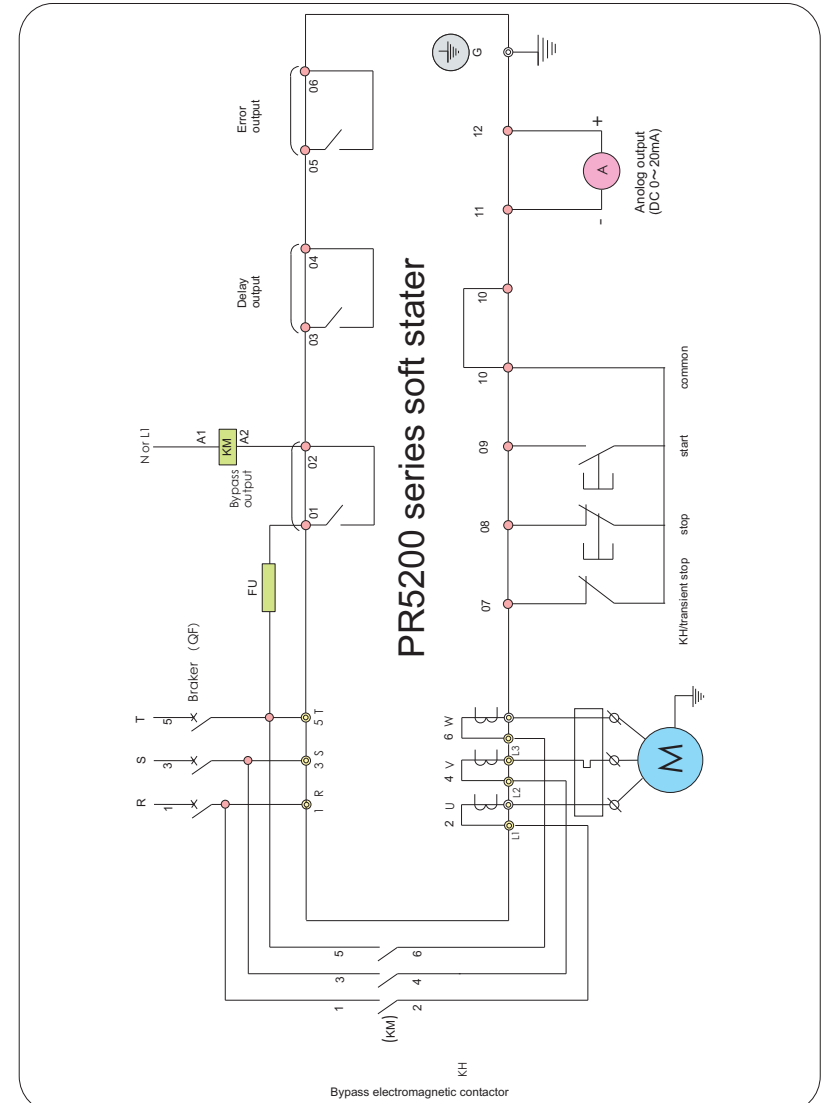 Error
output
06
05
Delay
output
04
03
N or L1
A1
KM
A2
Bypass
output
02
01
FU
Braker (QF)
T
5
S
3
R
1
5 T
3 S
1 R
PR5200 series soft stater
G
12
+
A
Anolog output
(DC 0~20mA)
11
-
10
10
common
09
start
08
stop
07
KH/transient stop
6 W
L3
4 V
L2
2 U
L1
M
5
6
3
4
1
2
(KM)
KH
Bypass electromagnetic contactor